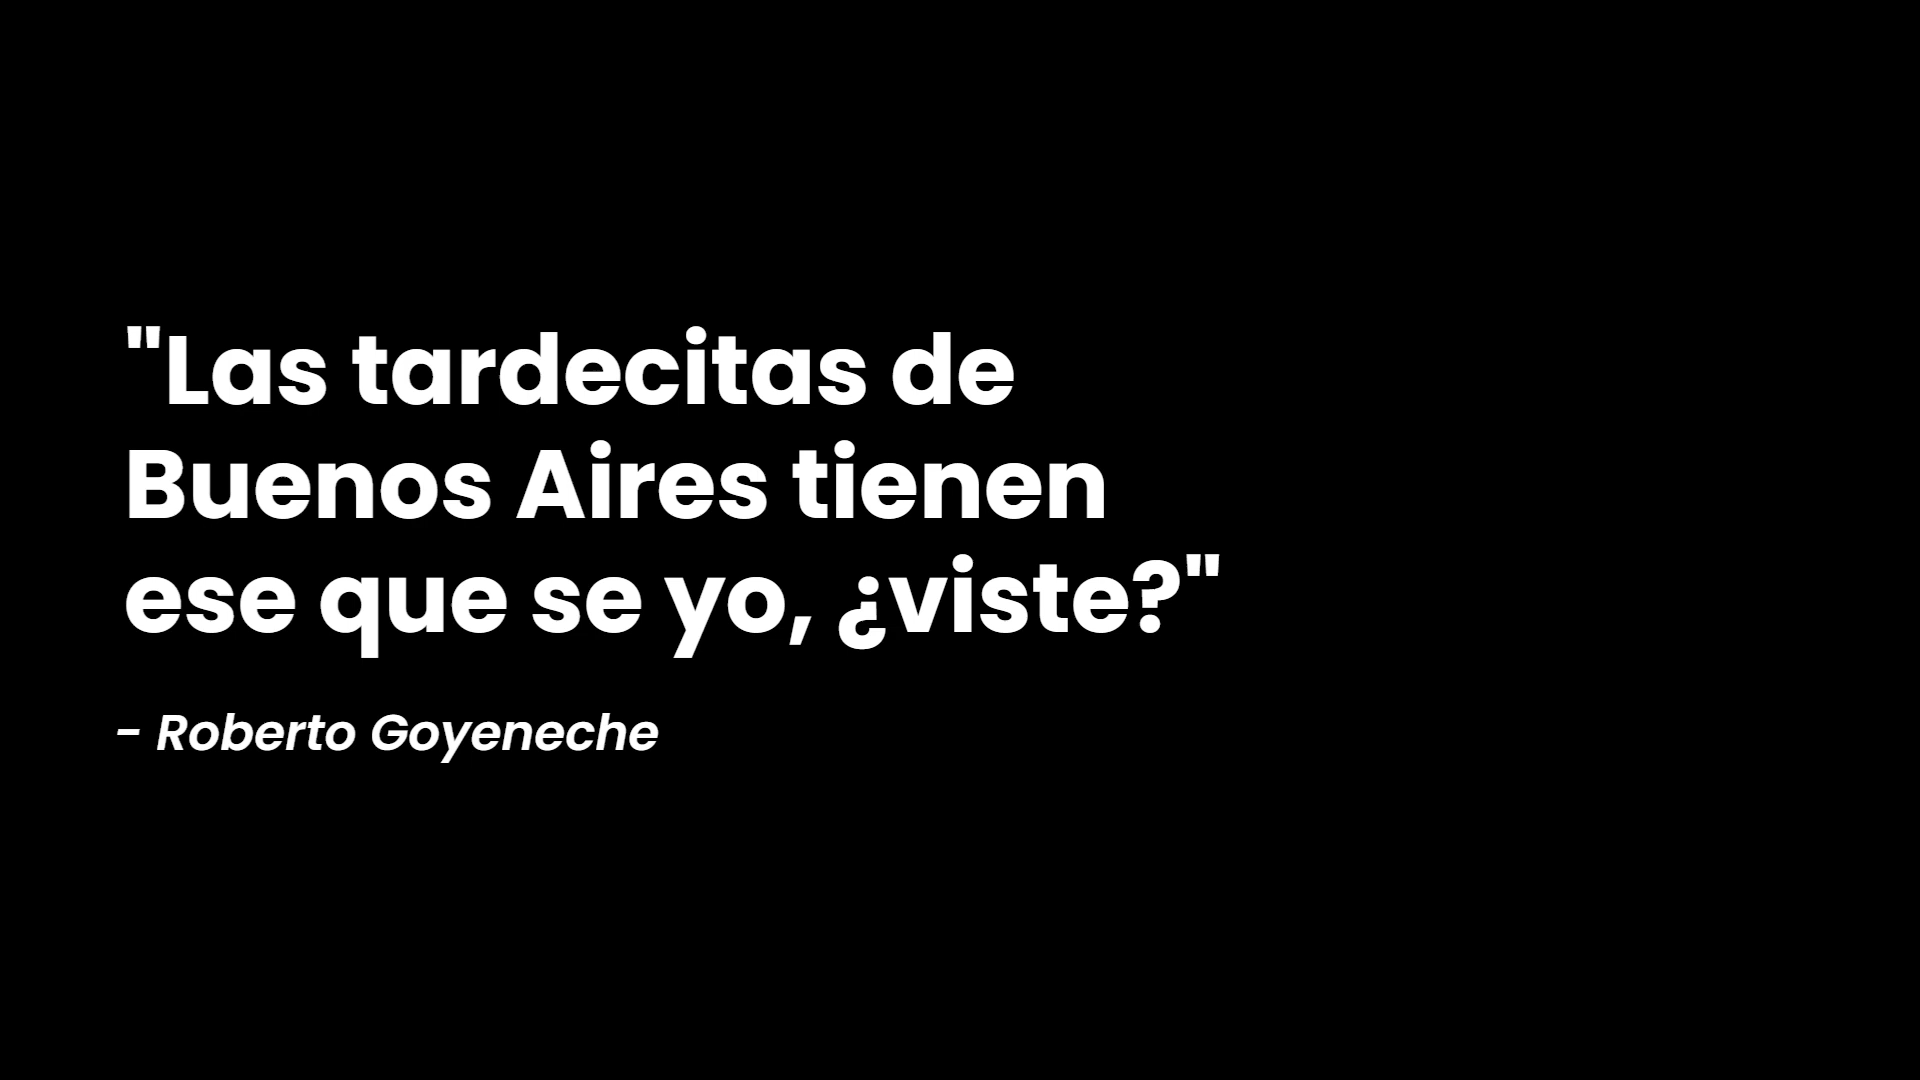 "Las tardecitas de
Buenos Aires tienen
ese que se yo, ¿viste?"
- Roberto Goyeneche